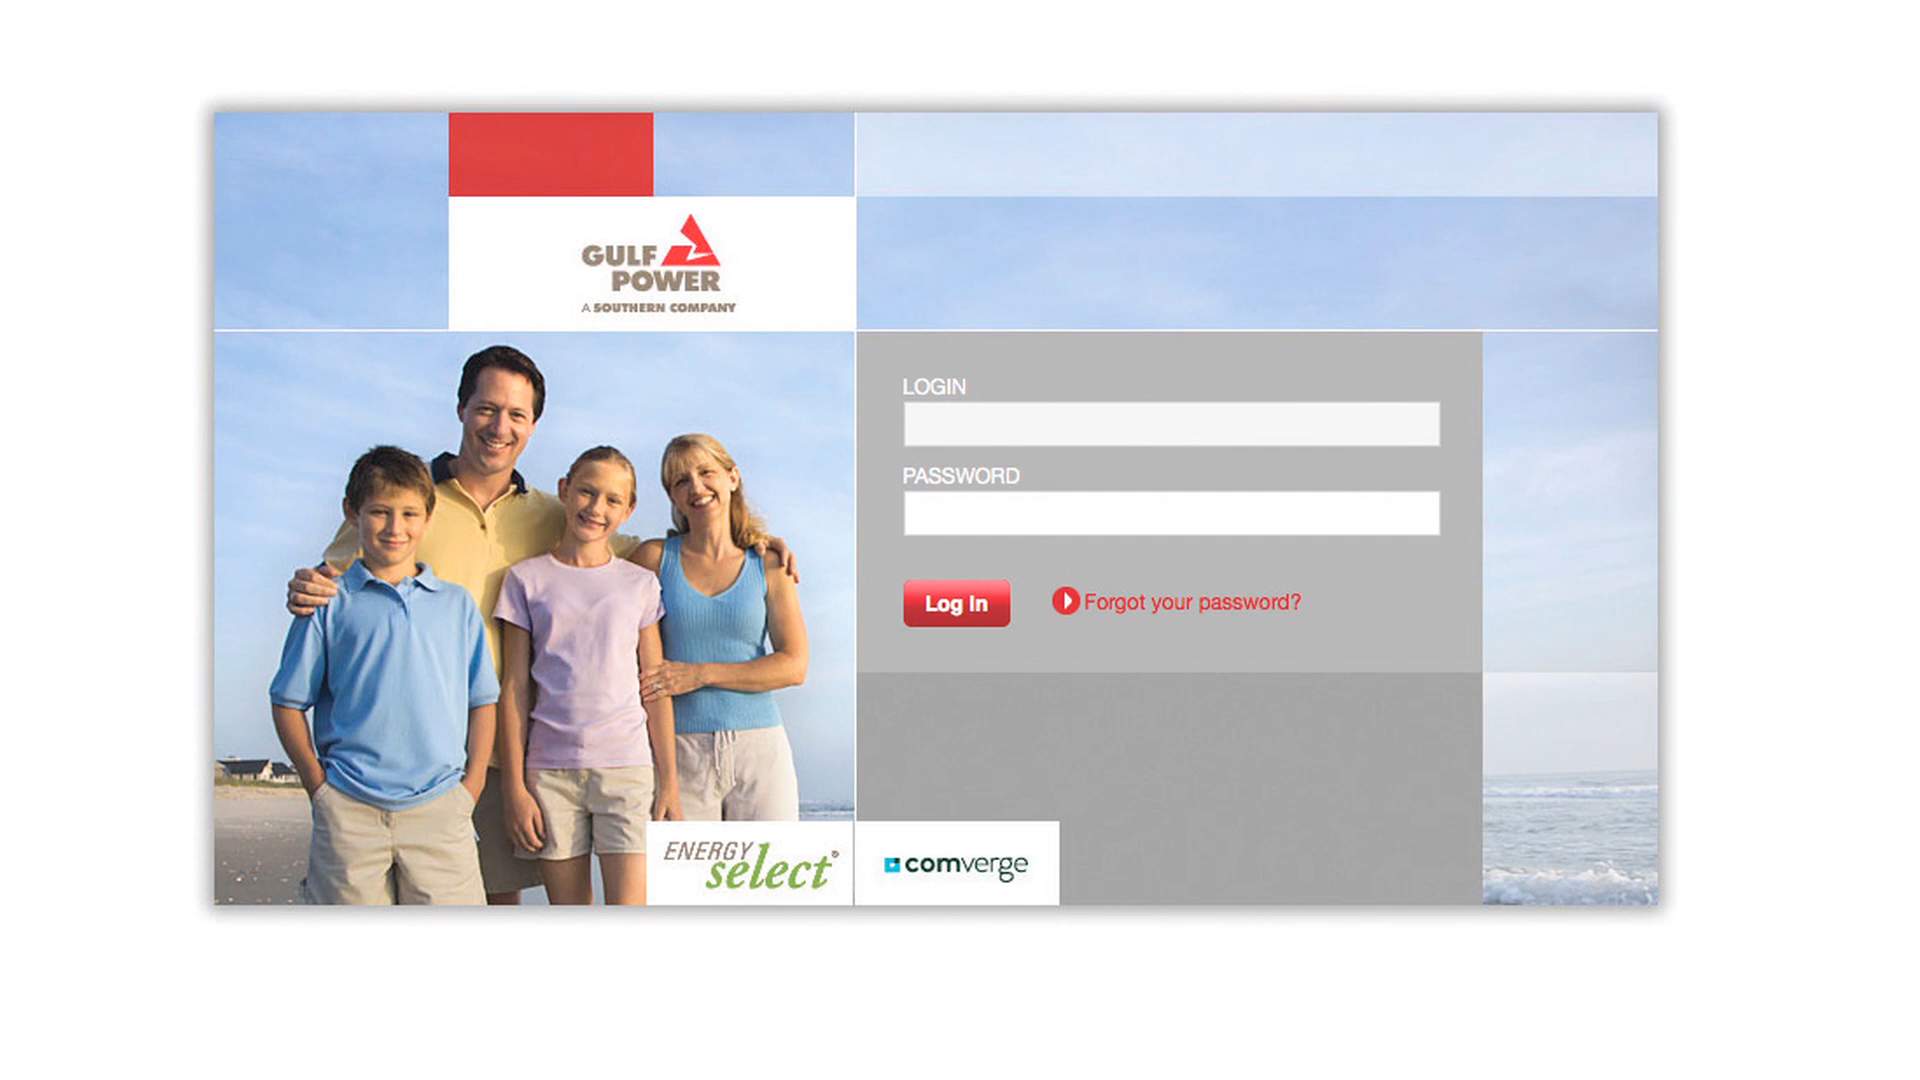 GULF
POWER
A SOUTHERN COMPANY
LOGIN
PASSWORD
Log In
Forgot your password?
ENERGY
select®
comverge